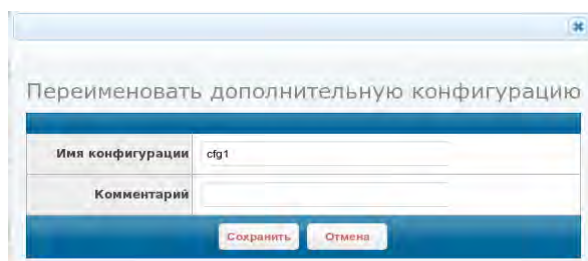 Переименовать дополнительную конфигурацию
Имя конфигурации cfg1
Комментарий
Сохранить Отмена